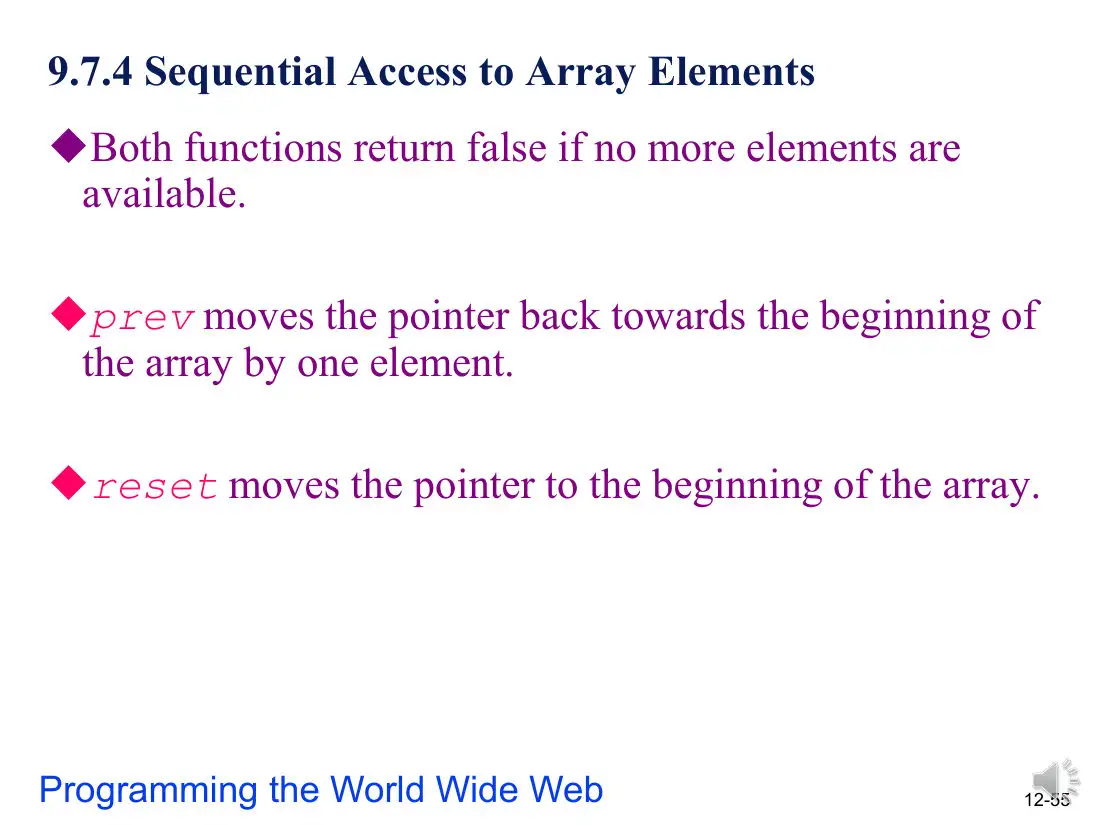 9.7.4 Sequential Access to Array Elements
◆Both functions return false if no more elements are
available.
◆prev moves the pointer back towards the beginning of
the array by one element.
◆reset moves the pointer to the beginning of the array.
Programming the World Wide Web
12-55